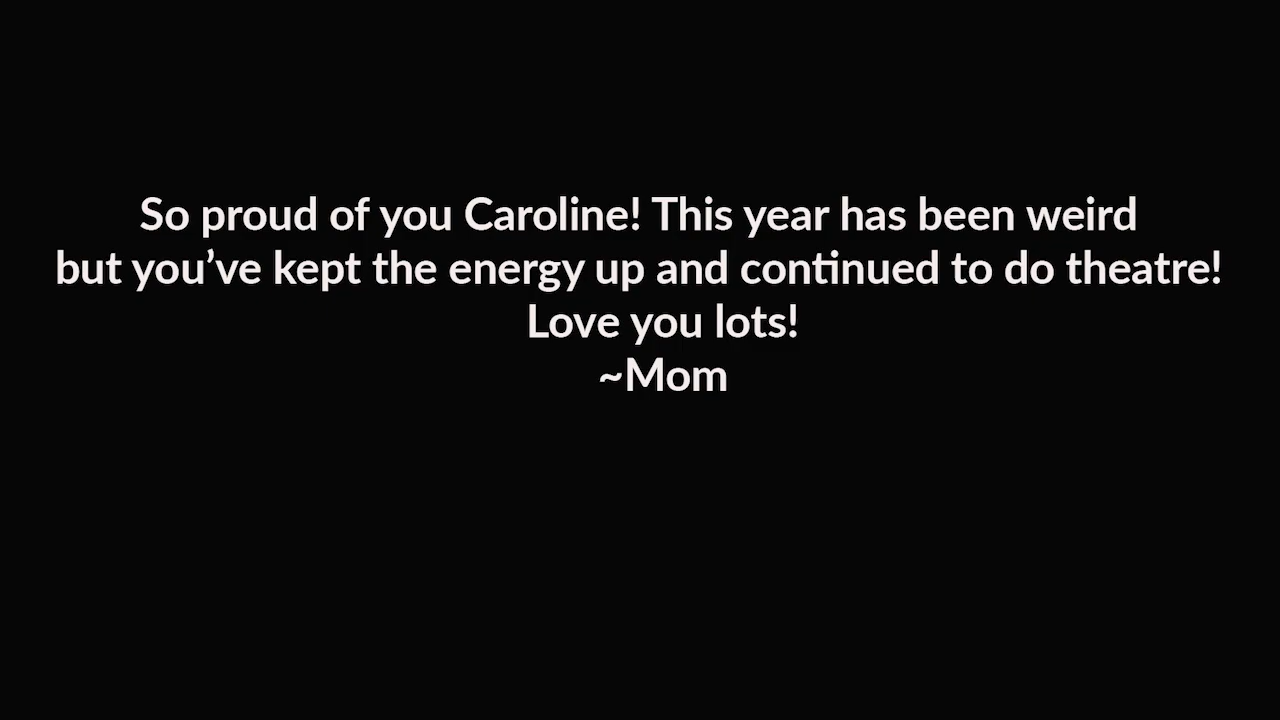 So proud of you Caroline! This year has been weird
but you’ve kept the energy up and continued to do theatre!
Love you lots!
~Mom